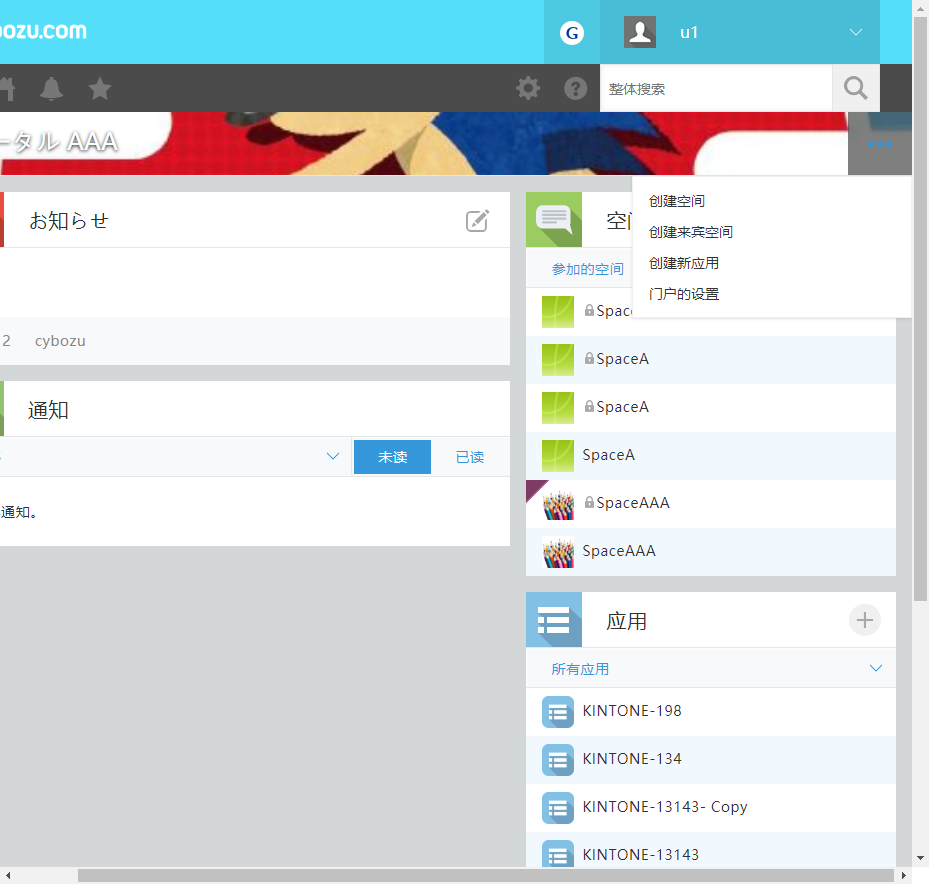 ozu.com
G
u1
整体搜索
ータル AAA
创建空间
创建来宾空间
创建新应用
门户的设置
お知らせ
2 cybozu
通知
未读
已读
通知。
空
参加的空间
Space
SpaceA
SpaceA
SpaceA
SpaceAAA
SpaceAAA
应用
所有应用
KINTONE-198
KINTONE-134
KINTONE-13143- Copy
KINTONE-13143